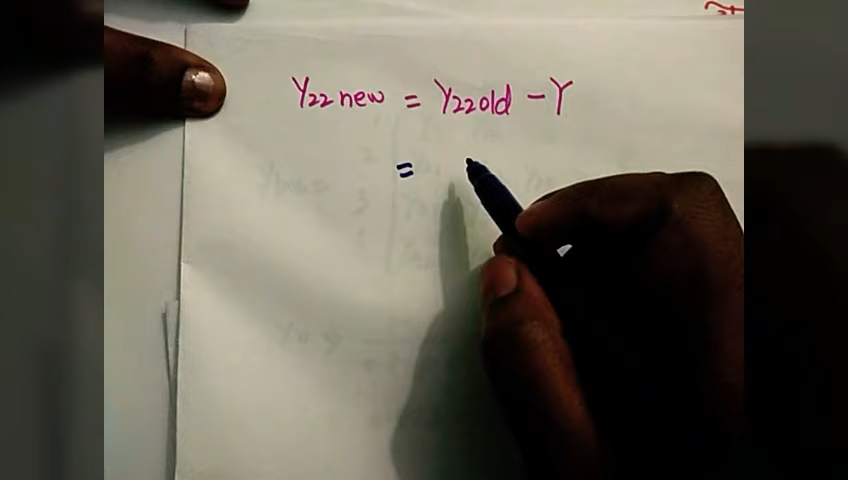 Y22 new = Y22old - Y
=